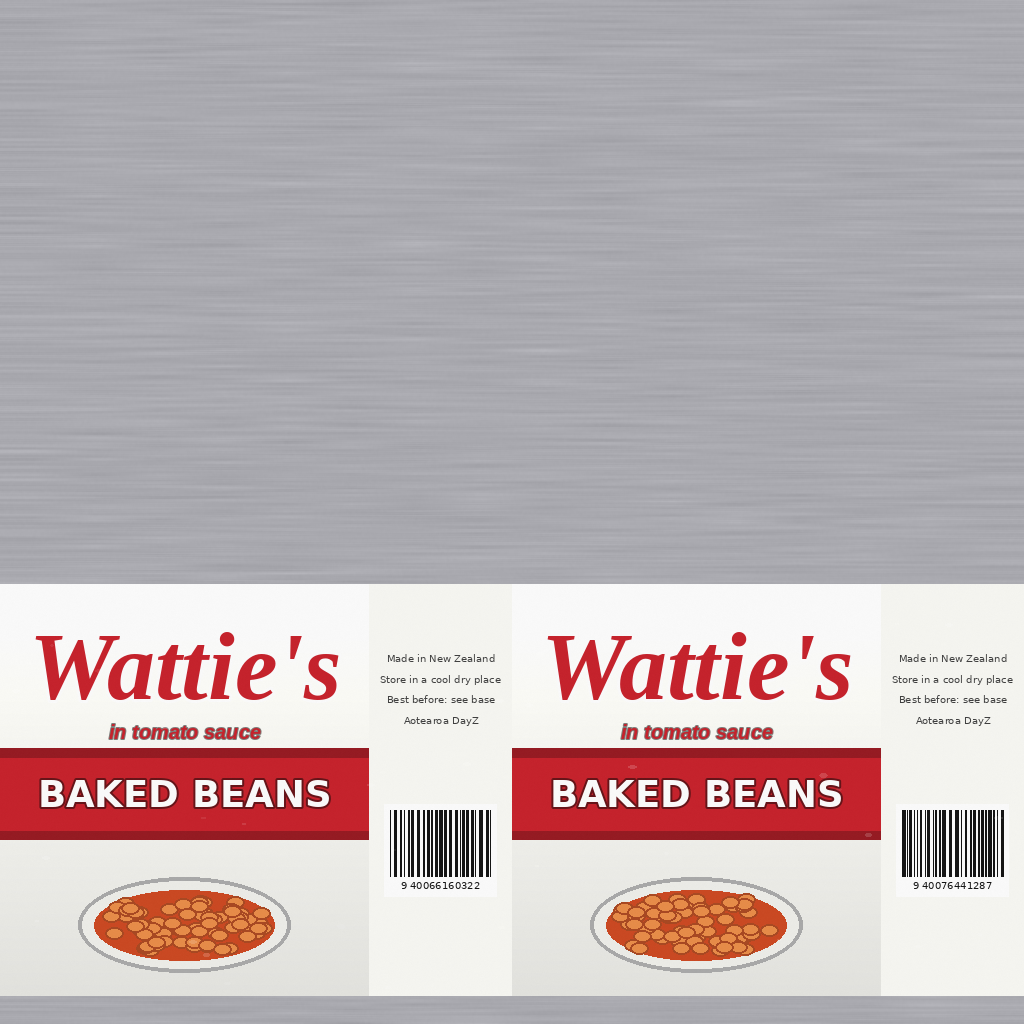 Wattie's
in tomato sauce
BAKED BEANS
Made in New Zealand
Store in a cool dry place
Best before: see base
Aotearoa DayZ
9 40066160322
Wattie's
in tomato sauce
BAKED BEANS
Made in New Zealand
Store in a cool dry place
Best before: see base
Aotearoa DayZ
9 40076441287